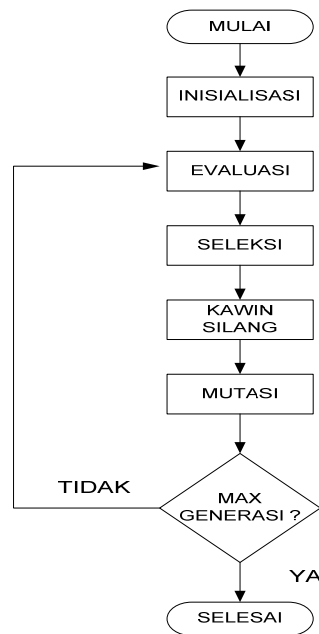 MULAI
INISIALISASI
EVALUASI
SELEKSI
KAWIN
SILANG
MUTASI
TIDAK
MAX
GENERASI ?
YA
SELESAI